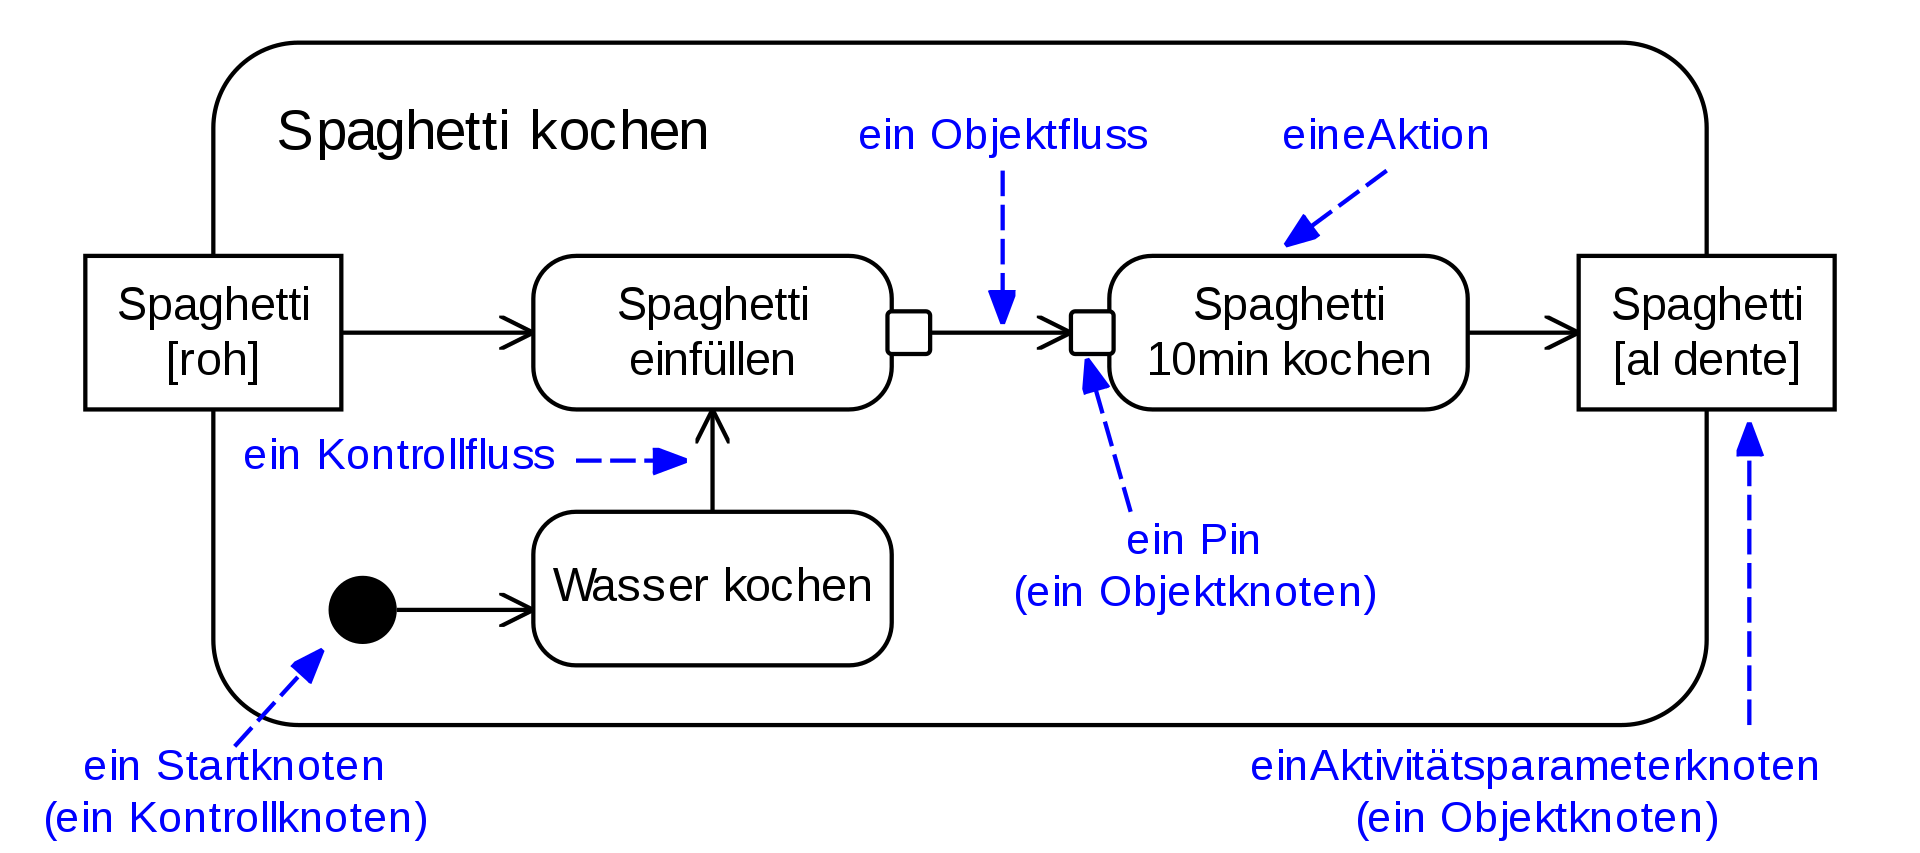 Spaghetti kochen
ein Objektfluss
eineAktion
Spaghetti
[roh]
Spaghetti
einfüllen
Spaghetti
10min kochen
Spaghetti
[al dente]
ein Kontrollfluss
Wasser kochen
ein Pin
(ein Objektknoten)
ein Startknoten
(ein Kontrollknoten)
einAktivitätsparameterknoten
(ein Objektknoten)